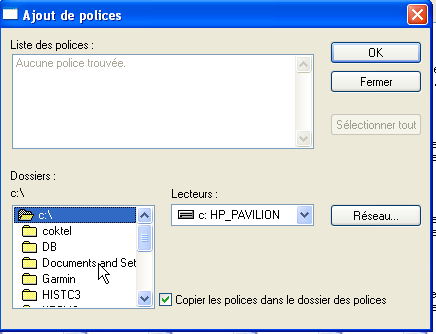 Ajout de polices
Liste des polices :
Aucune police trouvée.
OK
Fermer
Sélectionner tout
Dossiers :
c:\
c:\
coktel
DB
Documents and Set
Garmin
HISTC3
Lecteurs :
c: HP_PAVILION
Réseau...
Copier les polices dans le dossier des polices